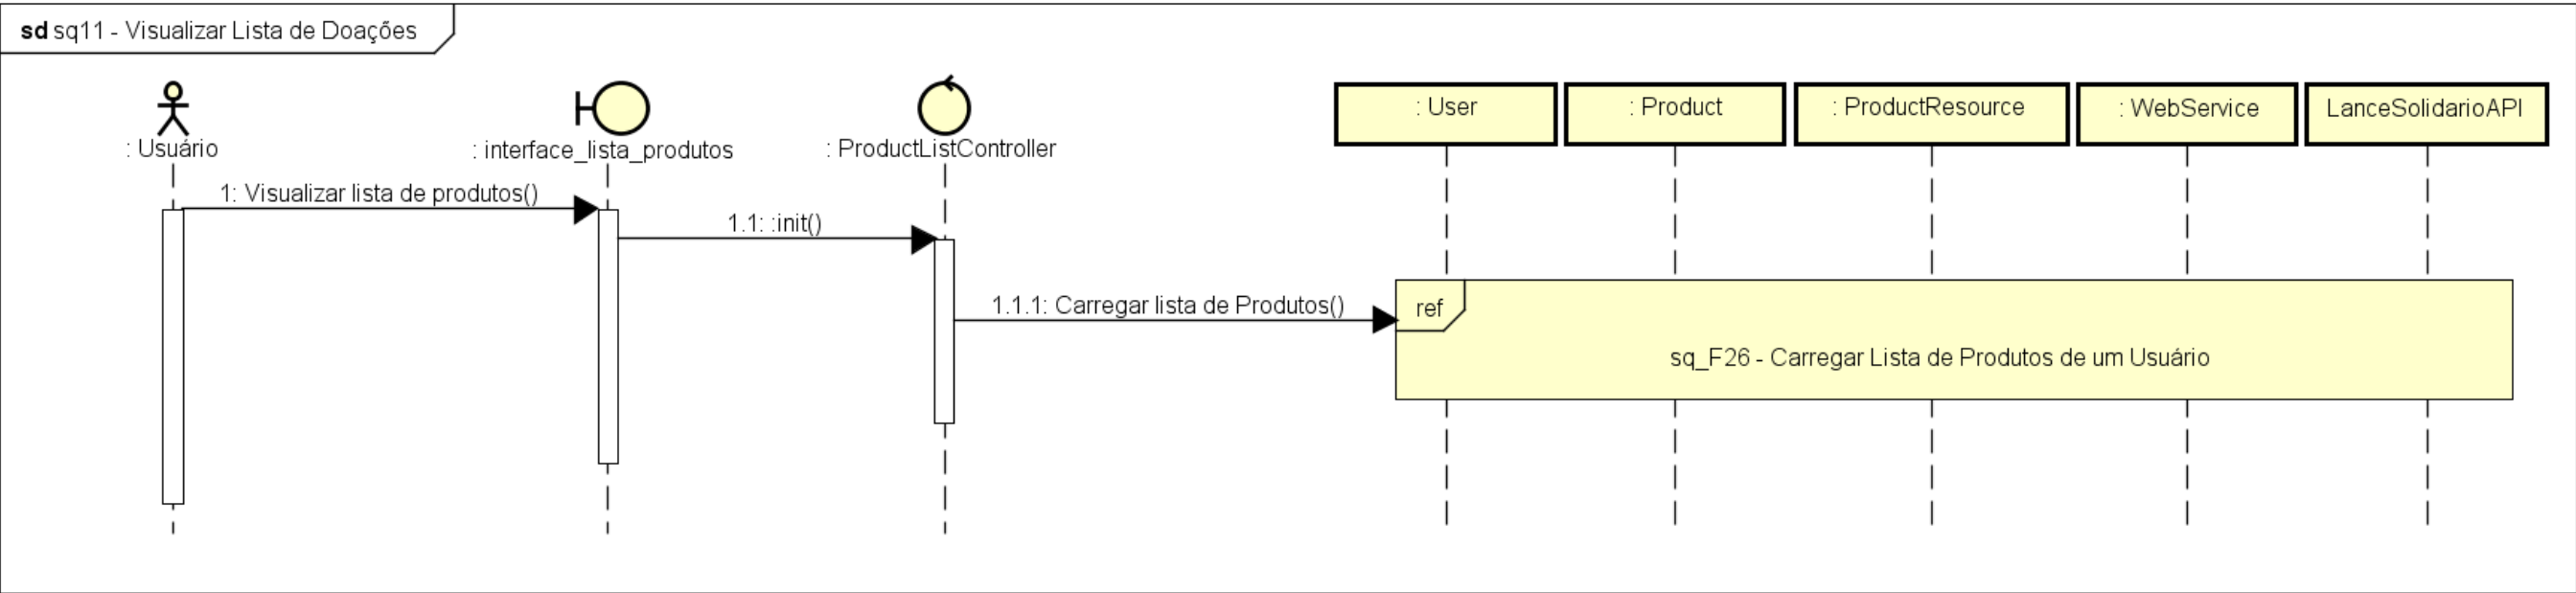 sd sq11 - Visualizar Lista de Doações
: Usuário
: interface_lista_produtos
: ProductListController
: User
: Product
: ProductResource
: WebService
LanceSolidarioAPI
1: Visualizar lista de produtos()
1.1: :init()
1.1.1: Carregar lista de Produtos()
ref
sq_F26 - Carregar Lista de Produtos de um Usuário